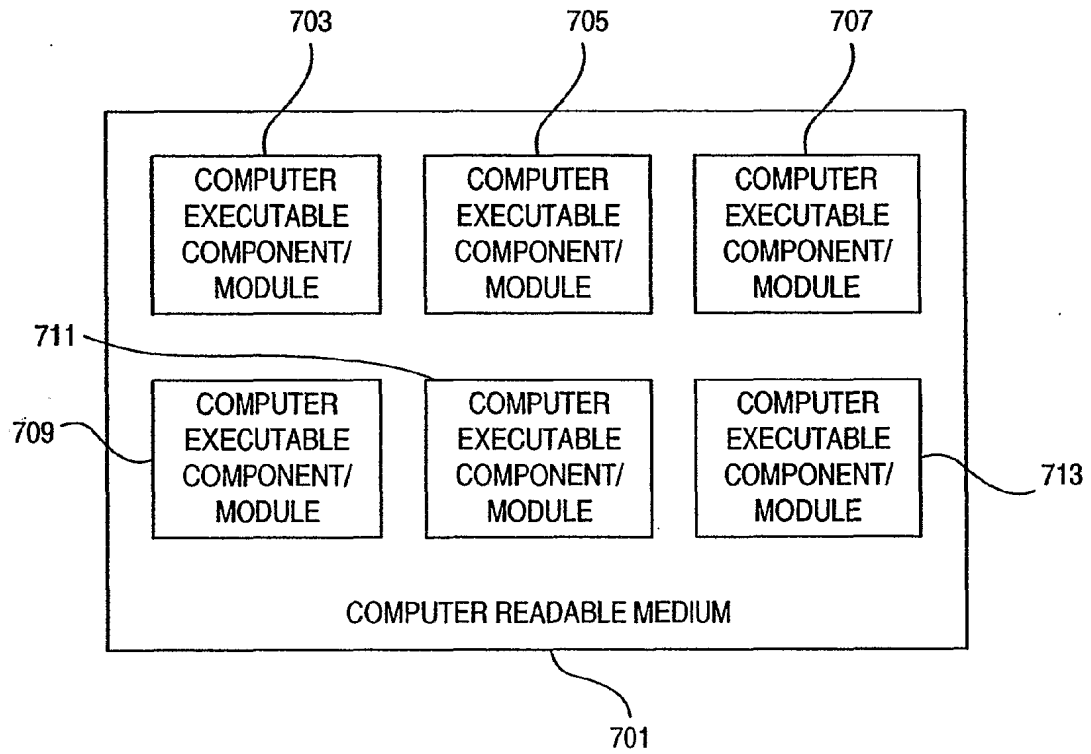 703
705
707
COMPUTER
EXECUTABLE
COMPONENT/
MODULE
COMPUTER
EXECUTABLE
COMPONENT/
MODULE
COMPUTER
EXECUTABLE
COMPONENT/
MODULE
711
709
COMPUTER
EXECUTABLE
COMPONENT/
MODULE
COMPUTER
EXECUTABLE
COMPONENT/
MODULE
COMPUTER
EXECUTABLE
COMPONENT/
MODULE
713
COMPUTER READABLE MEDIUM
701